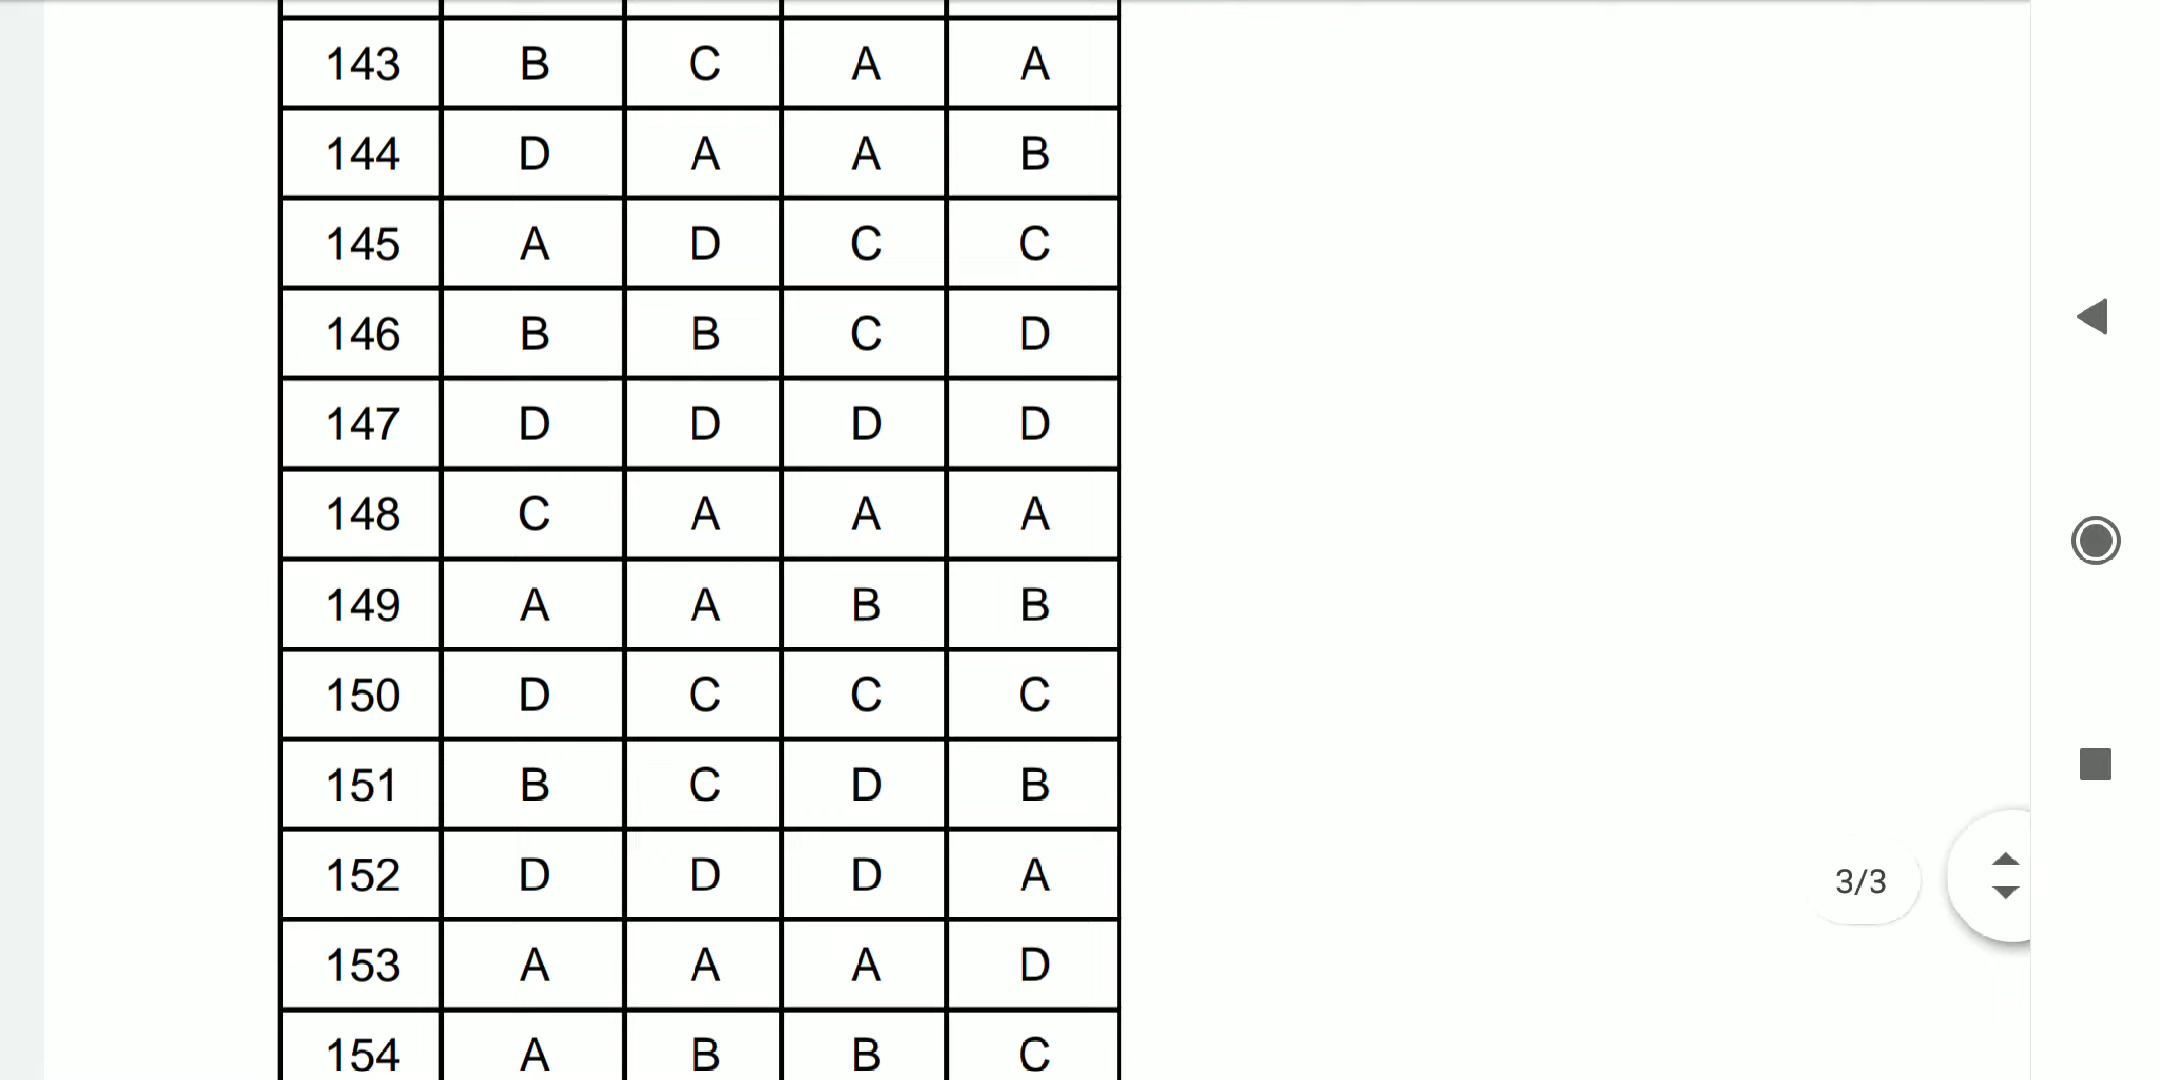 143 B C A A
144 D A A B
145 A D C C
146 B B C D
147 D D D D
148 C A A A
149 A A B B
150 D C C C
151 B C D B
152 D D D A
153 A A A D
154 A B B C
3/3